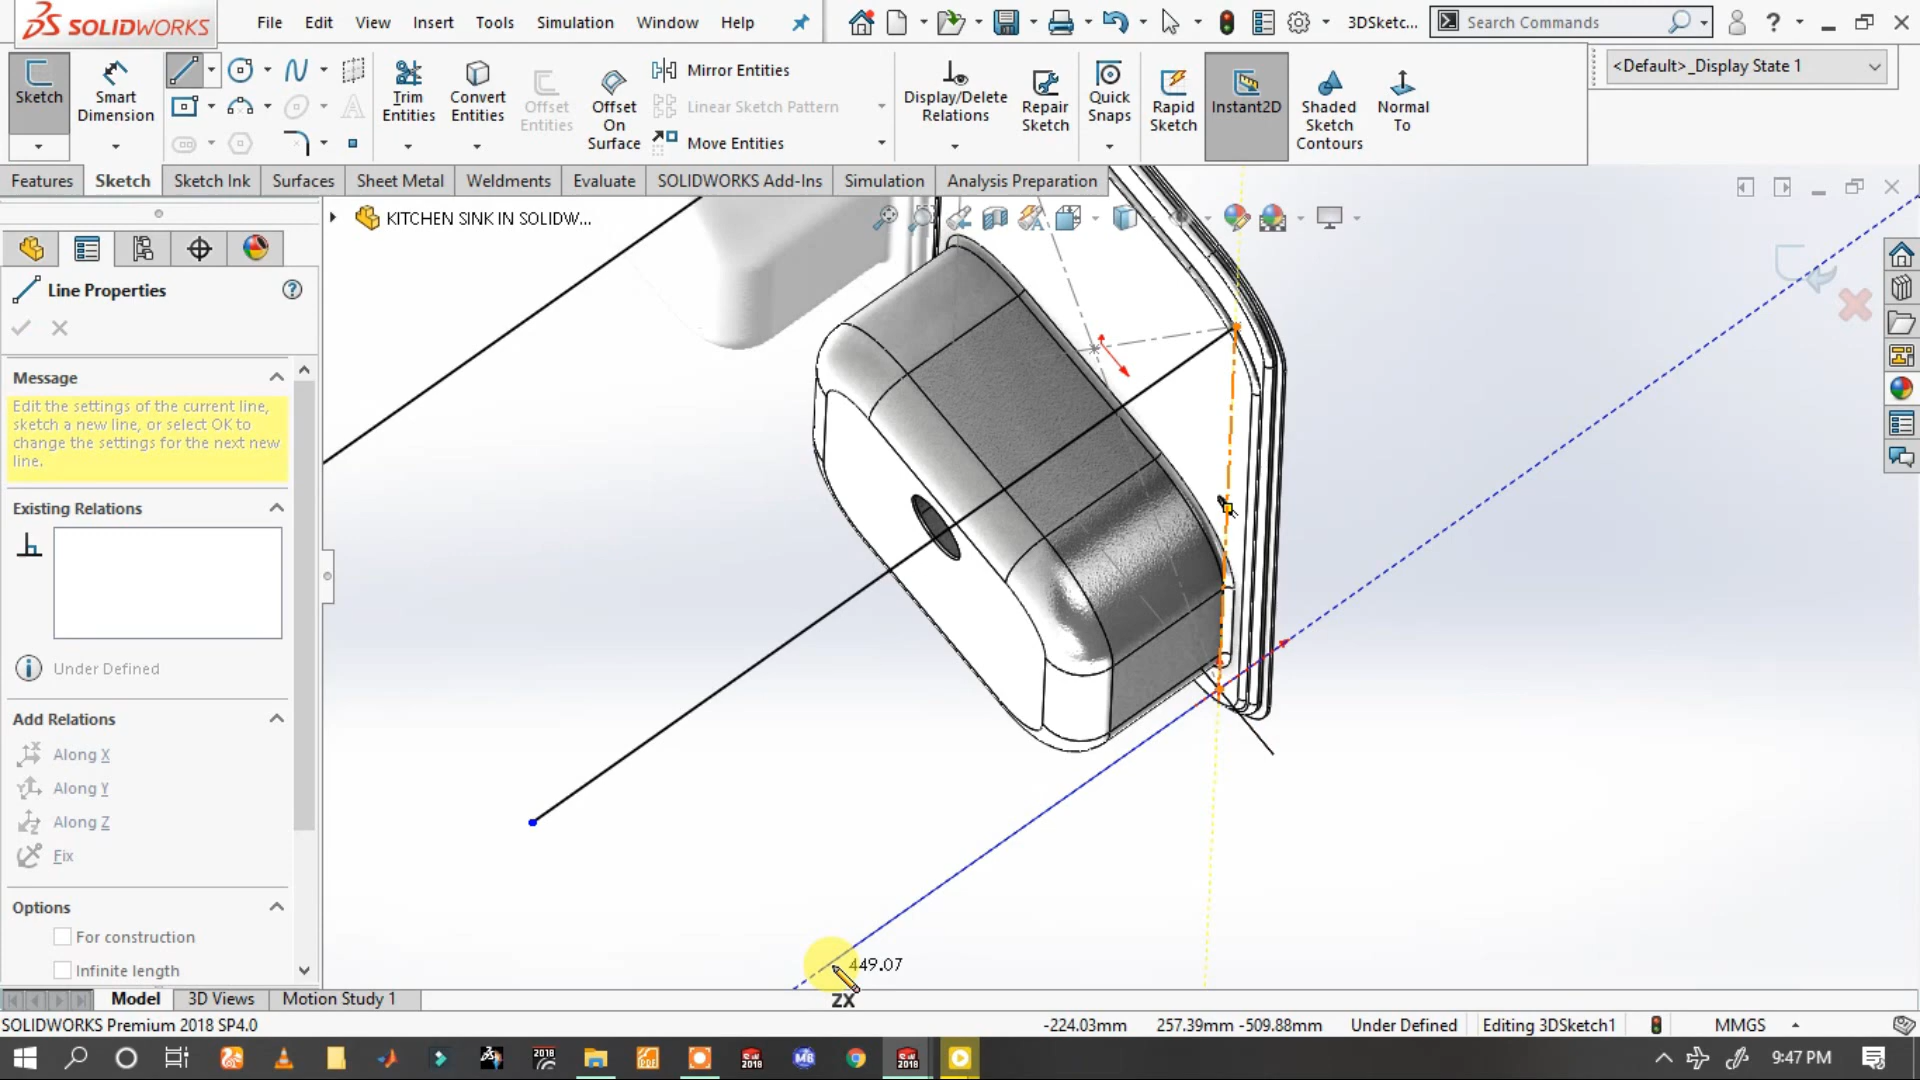 SOLIDWORKS
File Edit View Insert Tools Simulation Window Help
3DSketc...
Search Commands
Sketch
Smart
Dimension
Trim
Entities
Convert
Entities
Offset
Entities
Offset
On
Surface
Mirror Entities
Linear Sketch Pattern
Move Entities
Display/Delete
Relations
Repair
Sketch
Quick
Snaps
Rapid
Sketch
Instant2D
Shaded
Sketch
Contours
Normal
To
<Default>_Display State 1
Features Sketch Sketch Ink Surfaces Sheet Metal Weldments Evaluate SOLIDWORKS Add-Ins Simulation Analysis Preparation
KITCHEN SINK IN SOLIDW...
Line Properties
Message
Edit the settings of the current line,
sketch a new line, or select OK to
change the settings for the next new
line.
Existing Relations
Under Defined
Add Relations
Along X
Along Y
Along Z
Fix
Options
For construction
Infinite length
449.07
ZX
Model 3D Views Motion Study 1
SOLIDWORKS Premium 2018 SP4.0
-224.03mm 257.39mm -509.88mm Under Defined Editing 3DSketch1 MMGS
9:47 PM